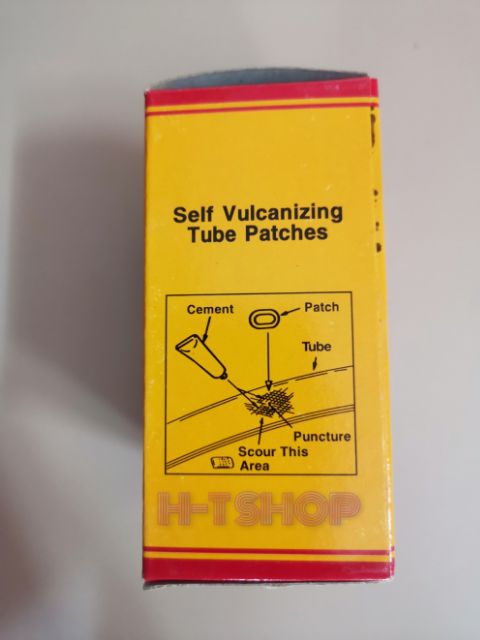 Self Vulcanizing
Tube Patches
Cement
Patch
Tube
Puncture
Scour This
Area
H-T SHOP